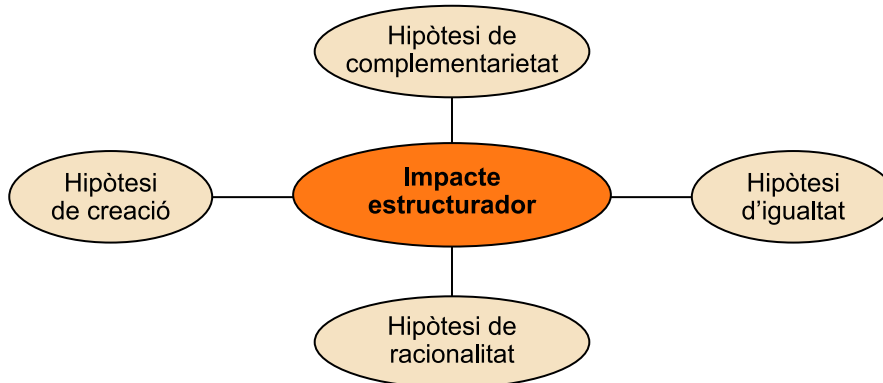 Hipòtesi de
complementarietat
Hipòtesi
de creació
Impacte
estructurador
Hipòtesi
d’igualtat
Hipòtesi de
racionalitat